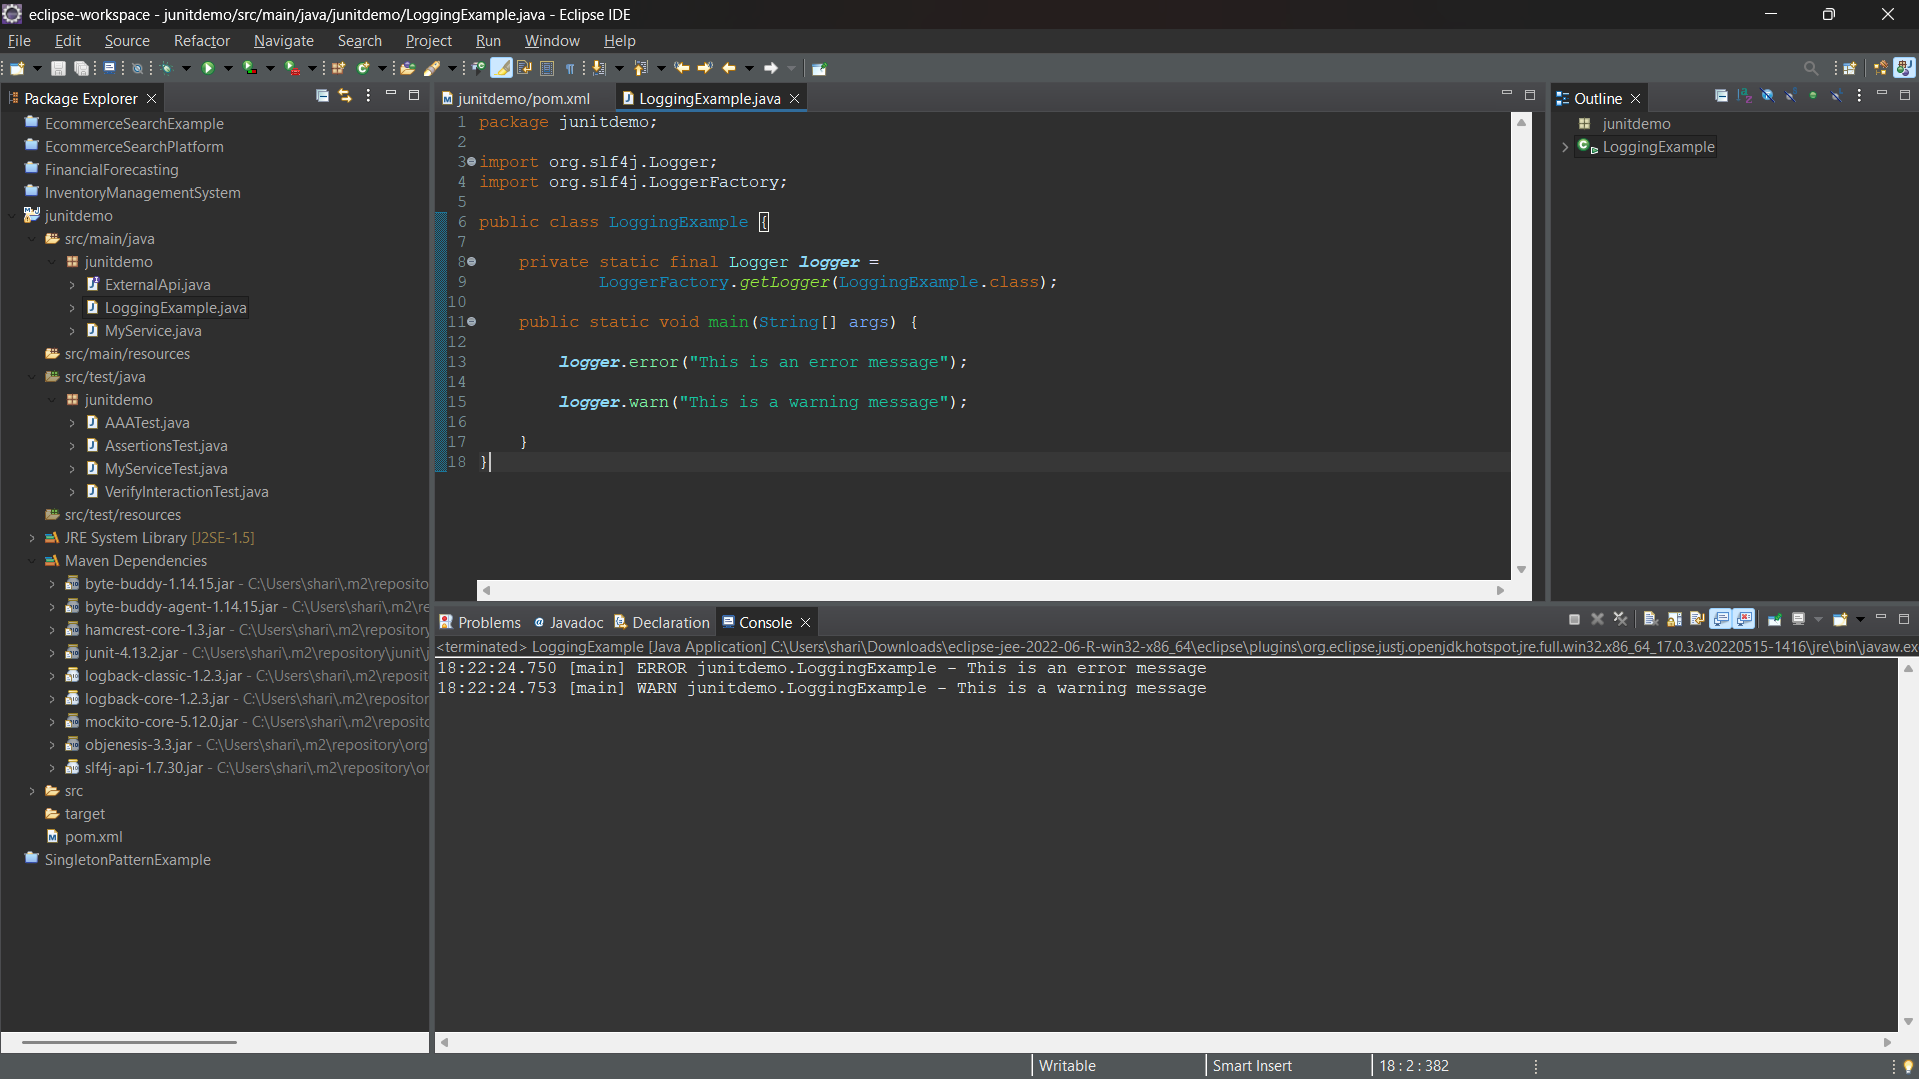 eclipse-workspace - junitdemo/src/main/java/junitdemo/LoggingExample.java - Eclipse IDE
File Edit Source Refactor Navigate Search Project Run Window Help
Package Explorer
EcommerceSearchExample
EcommerceSearchPlatform
FinancialForecasting
InventoryManagementSystem
junitdemo
src/main/java
junitdemo
ExternalApi.java
LoggingExample.java
MyService.java
src/main/resources
src/test/java
junitdemo
AAATest.java
AssertionsTest.java
MyServiceTest.java
VerifyInteractionTest.java
src/test/resources
JRE System Library [J2SE-1.5]
Maven Dependencies
byte-buddy-1.14.15.jar - C:\Users\shari\.m2\reposito
byte-buddy-agent-1.14.15.jar - C:\Users\shari\.m2\re
hamcrest-core-1.3.jar - C:\Users\shari\.m2\repository
junit-4.13.2.jar - C:\Users\shari\.m2\repository\junit\j
logback-classic-1.2.3.jar - C:\Users\shari\.m2\reposit
logback-core-1.2.3.jar - C:\Users\shari\.m2\repositor
mockito-core-5.12.0.jar - C:\Users\shari\.m2\reposito
objenesis-3.3.jar - C:\Users\shari\.m2\repository\org
slf4j-api-1.7.30.jar - C:\Users\shari\.m2\repository\or
src
target
pom.xml
SingletonPatternExample
junitdemo/pom.xml LoggingExample.java
1 package junitdemo;
2
3 import org.slf4j.Logger;
4 import org.slf4j.LoggerFactory;
5
6 public class LoggingExample {
7
8 private static final Logger logger =
9 LoggerFactory.getLogger(LoggingExample.class);
10
11 public static void main(String[] args) {
12
13 logger.error("This is an error message");
14
15 logger.warn("This is a warning message");
16
17 }
18 }
Outline
junitdemo
LoggingExample
Problems Javadoc Declaration Console
<terminated> LoggingExample [Java Application] C:\Users\shari\Downloads\eclipse-jee-2022-06-R-win32-x86_64\eclipse\plugins\org.eclipse.justj.openjdk.hotspot.jre.full.win32.x86_64_17.0.3.v20220515-1416\jre\bin\javaw.ex
18:22:24.750 [main] ERROR junitdemo.LoggingExample - This is an error message
18:22:24.753 [main] WARN junitdemo.LoggingExample - This is a warning message
Writable Smart Insert 18 : 2 : 382